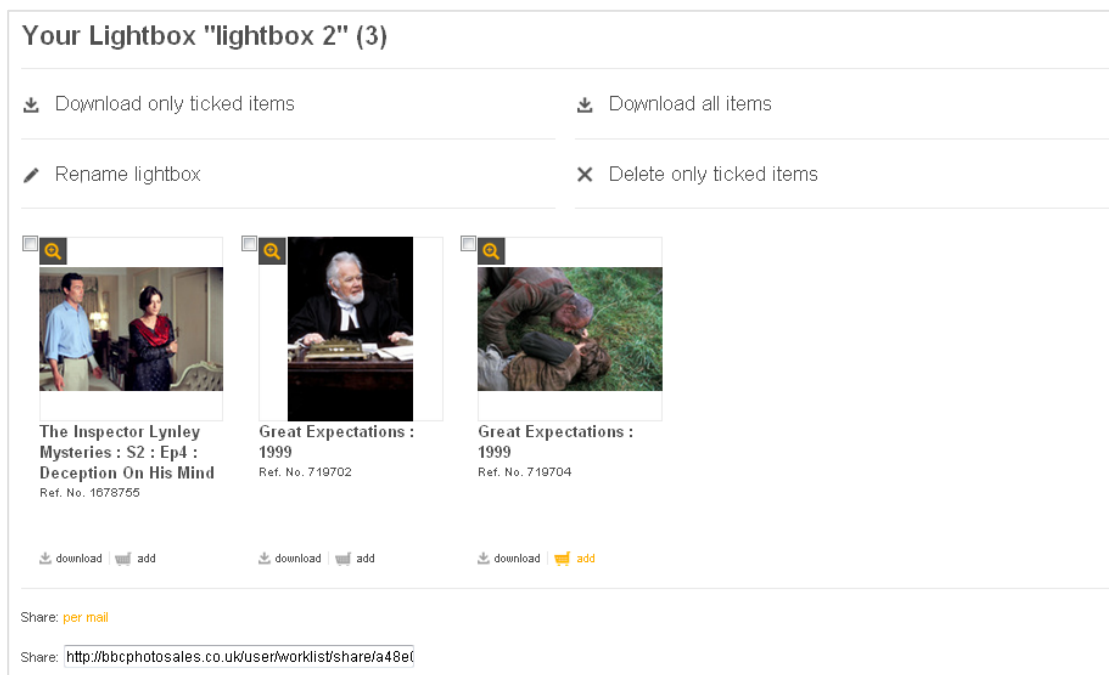 Your Lightbox "lightbox 2" (3)
Download only ticked items
Download all items
Rename lightbox
Delete only ticked items
The Inspector Lynley
Mysteries : S2 : Ep4 :
Deception On His Mind
Ref. No. 1678755
Great Expectations :
1999
Ref. No. 719702
Great Expectations :
1999
Ref. No. 719704
download add
download add
download add
Share: per mail
Share: http://bbcphotosales.co.uk/user/worklist/share/a48e